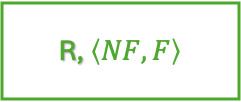 R, ⟨NF, F⟩